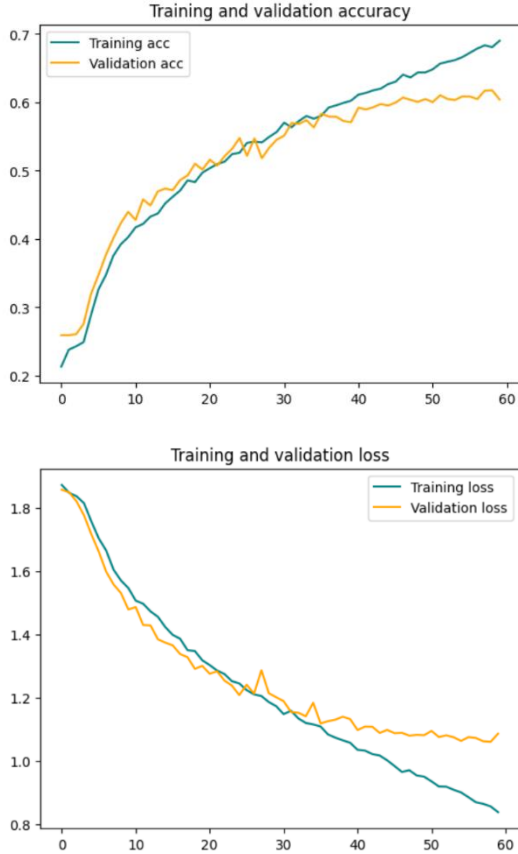 Training and validation accuracy
Training acc
Validation acc
0.7
0.6
0.5
0.4
0.3
0.2
0 10 20 30 40 50 60
Training and validation loss
Training loss
Validation loss
1.8
1.6
1.4
1.2
1.0
0.8
0 10 20 30 40 50 60